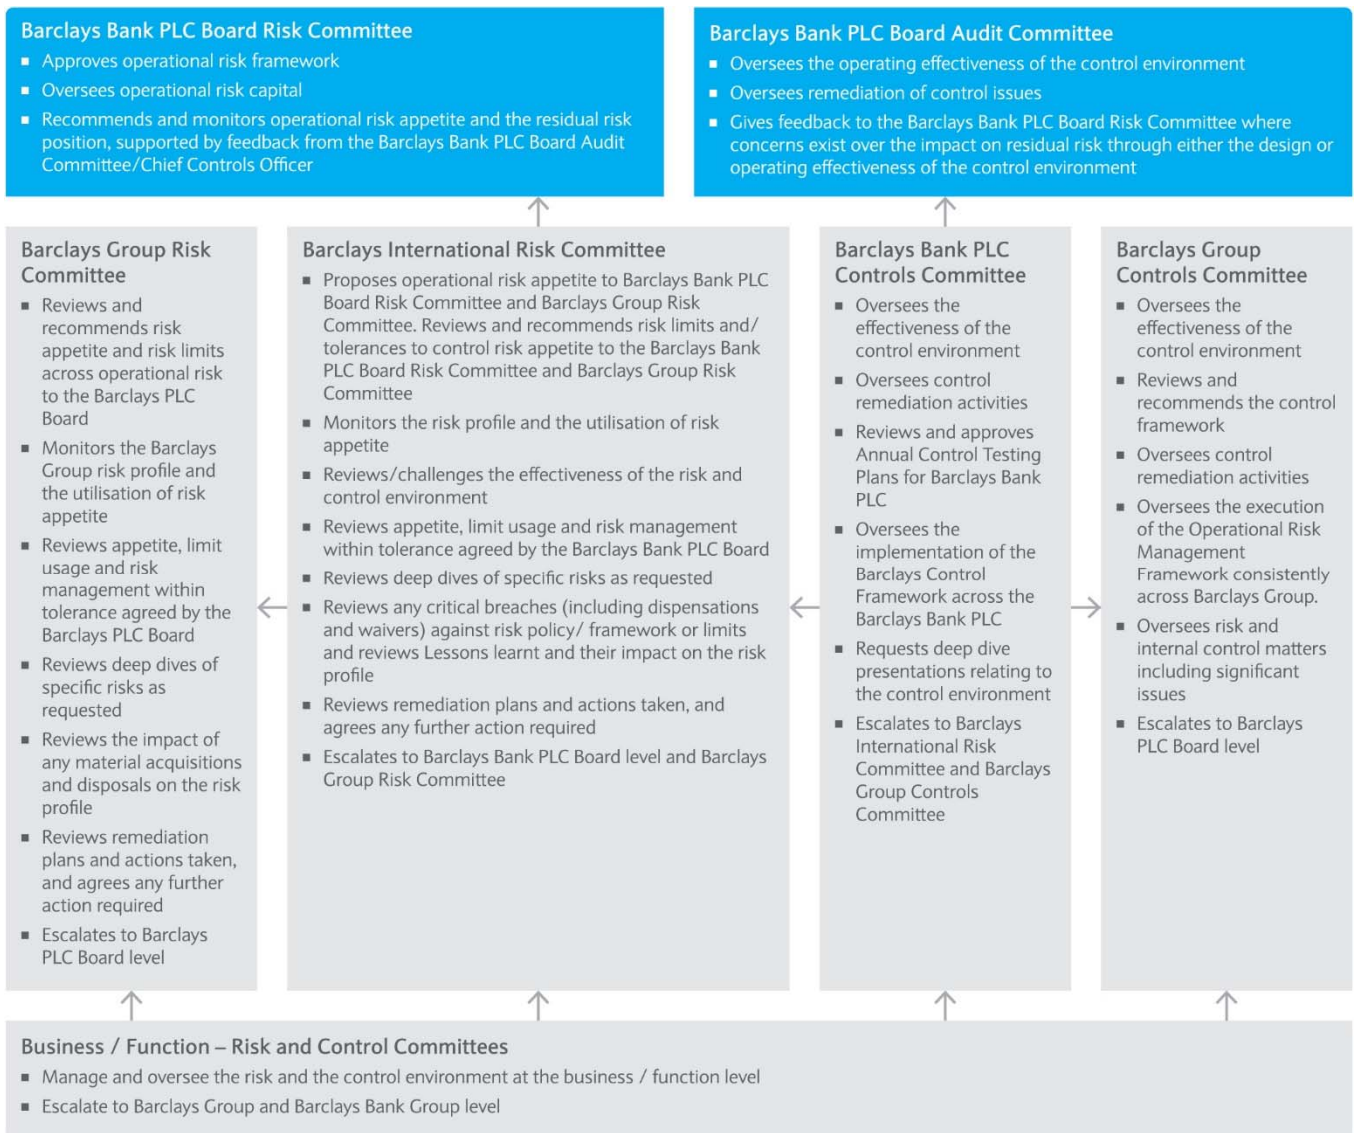 Barclays Bank PLC Board Risk Committee
▪ Approves operational risk framework
▪ Oversees operational risk capital
▪ Recommends and monitors operational risk appetite and the residual risk
position, supported by feedback from the Barclays Bank PLC Board Audit
Committee/Chief Controls Officer
Barclays Bank PLC Board Audit Committee
▪ Oversees the operating effectiveness of the control environment
▪ Oversees remediation of control issues
▪ Gives feedback to the Barclays Bank PLC Board Risk Committee where
concerns exist over the impact on residual risk through either the design or
operating effectiveness of the control environment
Barclays Group Risk
Committee
▪ Reviews and
recommends risk
appetite and risk limits
across operational risk
to the Barclays PLC
Board
▪ Monitors the Barclays
Group risk profile and
the utilisation of risk
appetite
▪ Reviews appetite, limit
usage and risk
management within
tolerance agreed by the
Barclays PLC Board
▪ Reviews deep dives of
specific risks as
requested
▪ Reviews the impact of
any material acquisitions
and disposals on the risk
profile
▪ Reviews remediation
plans and actions taken,
and agrees any further
action required
▪ Escalates to Barclays
PLC Board level
Barclays International Risk Committee
▪ Proposes operational risk appetite to Barclays Bank PLC
Board Risk Committee and Barclays Group Risk
Committee. Reviews and recommends risk limits and/
tolerances to control risk appetite to the Barclays Bank
PLC Board Risk Committee and Barclays Group Risk
Committee
▪ Monitors the risk profile and the utilisation of risk
appetite
▪ Reviews/challenges the effectiveness of the risk and
control environment
▪ Reviews appetite, limit usage and risk management
within tolerance agreed by the Barclays Bank PLC Board
▪ Reviews deep dives of specific risks as requested
▪ Reviews any critical breaches (including dispensations
and waivers) against risk policy/ framework or limits
and reviews Lessons learnt and their impact on the risk
profile
▪ Reviews remediation plans and actions taken, and
agrees any further action required
▪ Escalates to Barclays Bank PLC Board level and Barclays
Group Risk Committee
Barclays Bank PLC
Controls Committee
▪ Oversees the
effectiveness of the
control environment
▪ Oversees control
remediation activities
▪ Reviews and approves
Annual Control Testing
Plans for Barclays Bank
PLC
▪ Oversees the
implementation of the
Barclays Control
Framework across the
Barclays Bank PLC
▪ Requests deep dive
presentations relating to
the control environment
▪ Escalates to Barclays
International Risk
Committee and Barclays
Group Controls
Committee
Barclays Group
Controls Committee
▪ Oversees the
effectiveness of the
control environment
▪ Reviews and
recommends the control
framework
▪ Oversees control
remediation activities
▪ Oversees the execution
of the Operational Risk
Management
Framework consistently
across Barclays Group.
▪ Oversees risk and
internal control matters
including significant
issues
▪ Escalates to Barclays
PLC Board level
Business / Function – Risk and Control Committees
▪ Manage and oversee the risk and the control environment at the business / function level
▪ Escalate to Barclays Group and Barclays Bank Group level